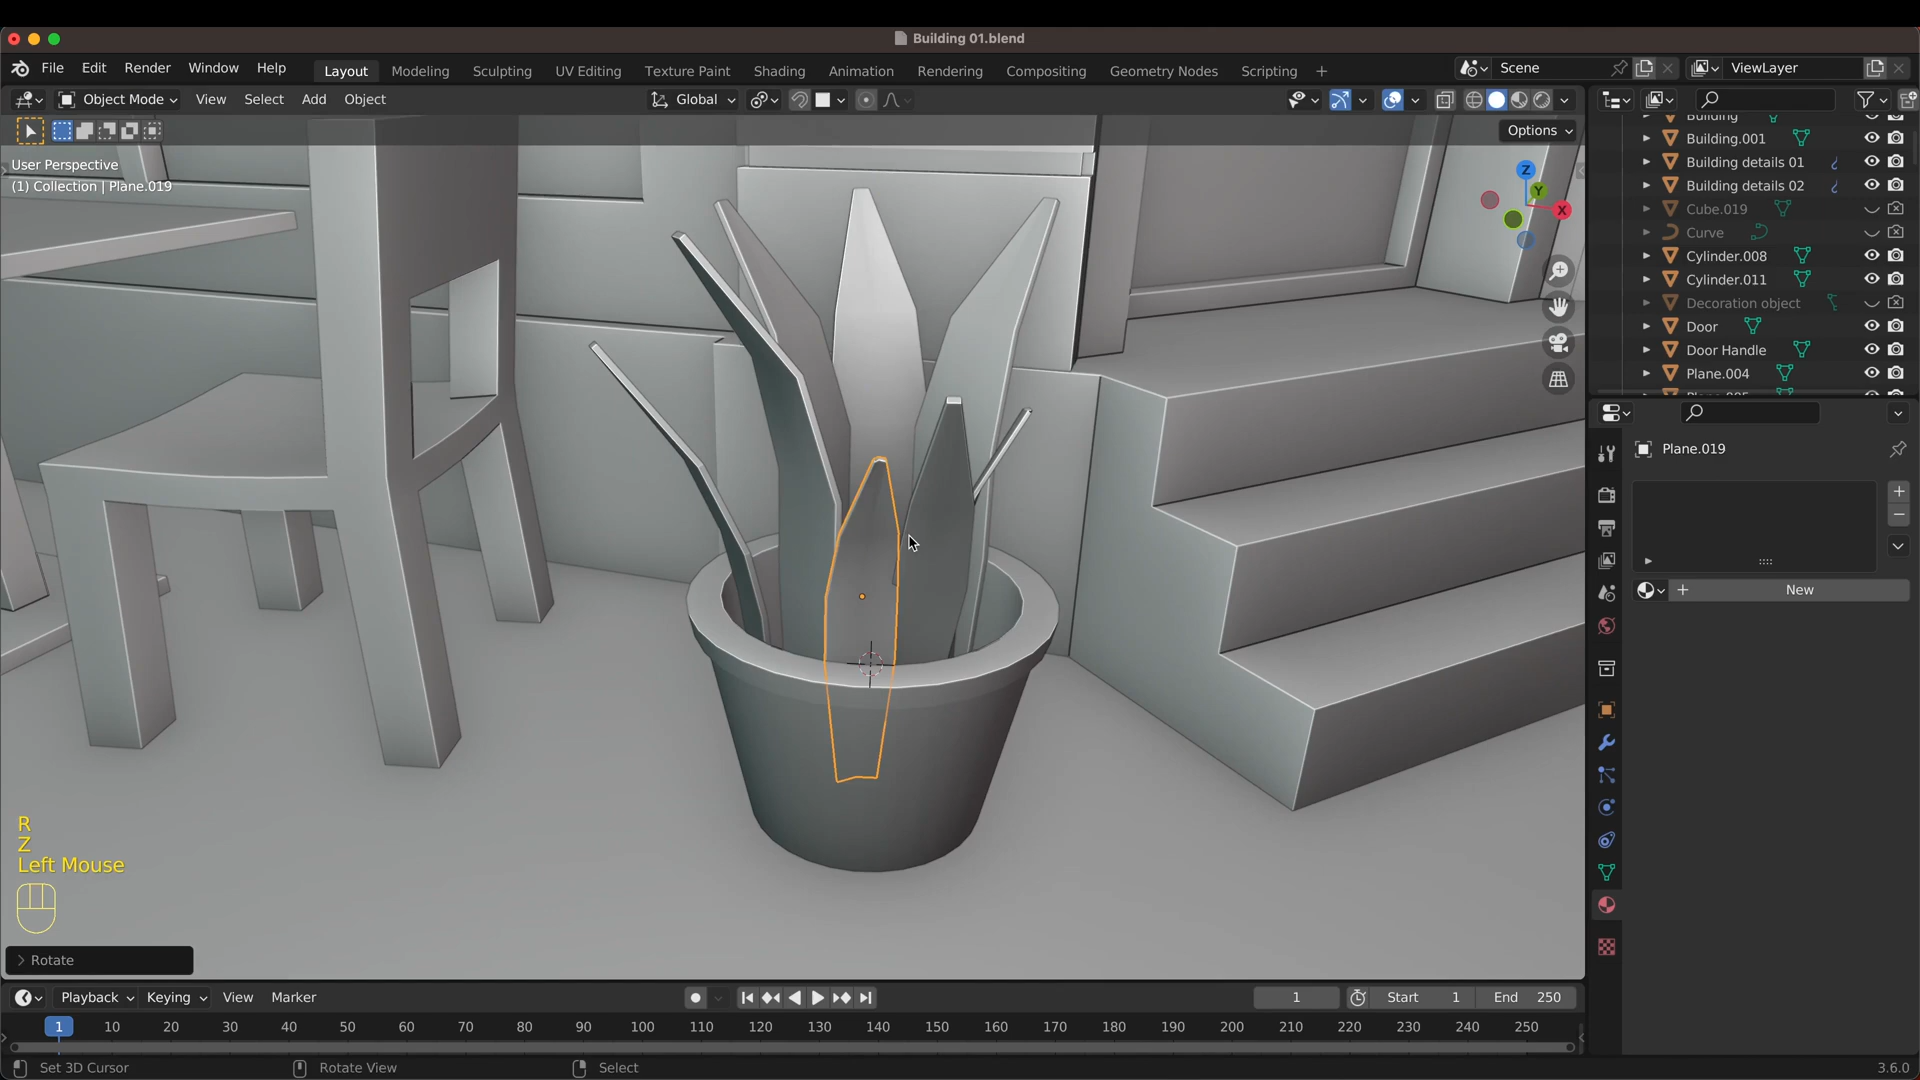 Building 01.blend
File Edit Render Window Help
Layout Modeling Sculpting UV Editing Texture Paint Shading Animation Rendering Compositing Geometry Nodes Scripting +
Scene
ViewLayer
Object Mode View Select Add Object
Global
Options
User Perspective
(1) Collection | Plane.019
Z
Y
X
Building
Building.001
Building details 01
Building details 02
Cube.019
Curve
Cylinder.008
Cylinder.011
Decoration object
Door
Door Handle
Plane.004
Plane.005
Plane.019
New
R
Z
Left Mouse
Rotate
Playback Keying View Marker
1
Start 1
End 250
1 10 20 30 40 50 60 70 80 90 100 110 120 130 140 150 160 170 180 190 200 210 220 230 240 250
Set 3D Cursor
Rotate View
Select
3.6.0